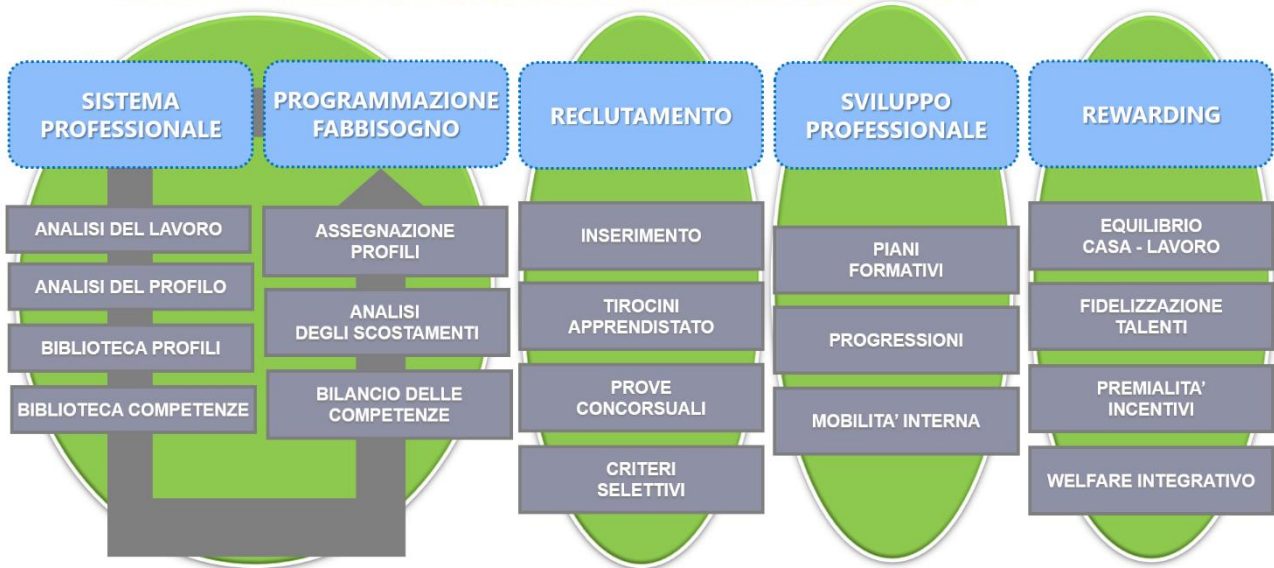 SISTEMA
PROFESSIONALE
ANALISI DEL LAVORO
ANALISI DEL PROFILO
BIBLIOTECA PROFILI
BIBLIOTECA COMPETENZE
PROGRAMMAZIONE
FABBISOGNO
ASSEGNAZIONE
PROFILI
ANALISI
DEGLI SCOSTAMENTI
BILANCIO DELLE
COMPETENZE
RECLUTAMENTO
INSERIMENTO
TIROCINI
APPRENDISTATO
PROVE
CONCORSUALI
CRITERI
SELETTIVI
SVILUPPO
PROFESSIONALE
PIANI
FORMATIVI
PROGRESSIONI
MOBILITA' INTERNA
REWARDING
EQUILIBRIO
CASA - LAVORO
FIDELIZZAZIONE
TALENTI
PREMIALITA'
INCENTIVI
WELFARE INTEGRATIVO